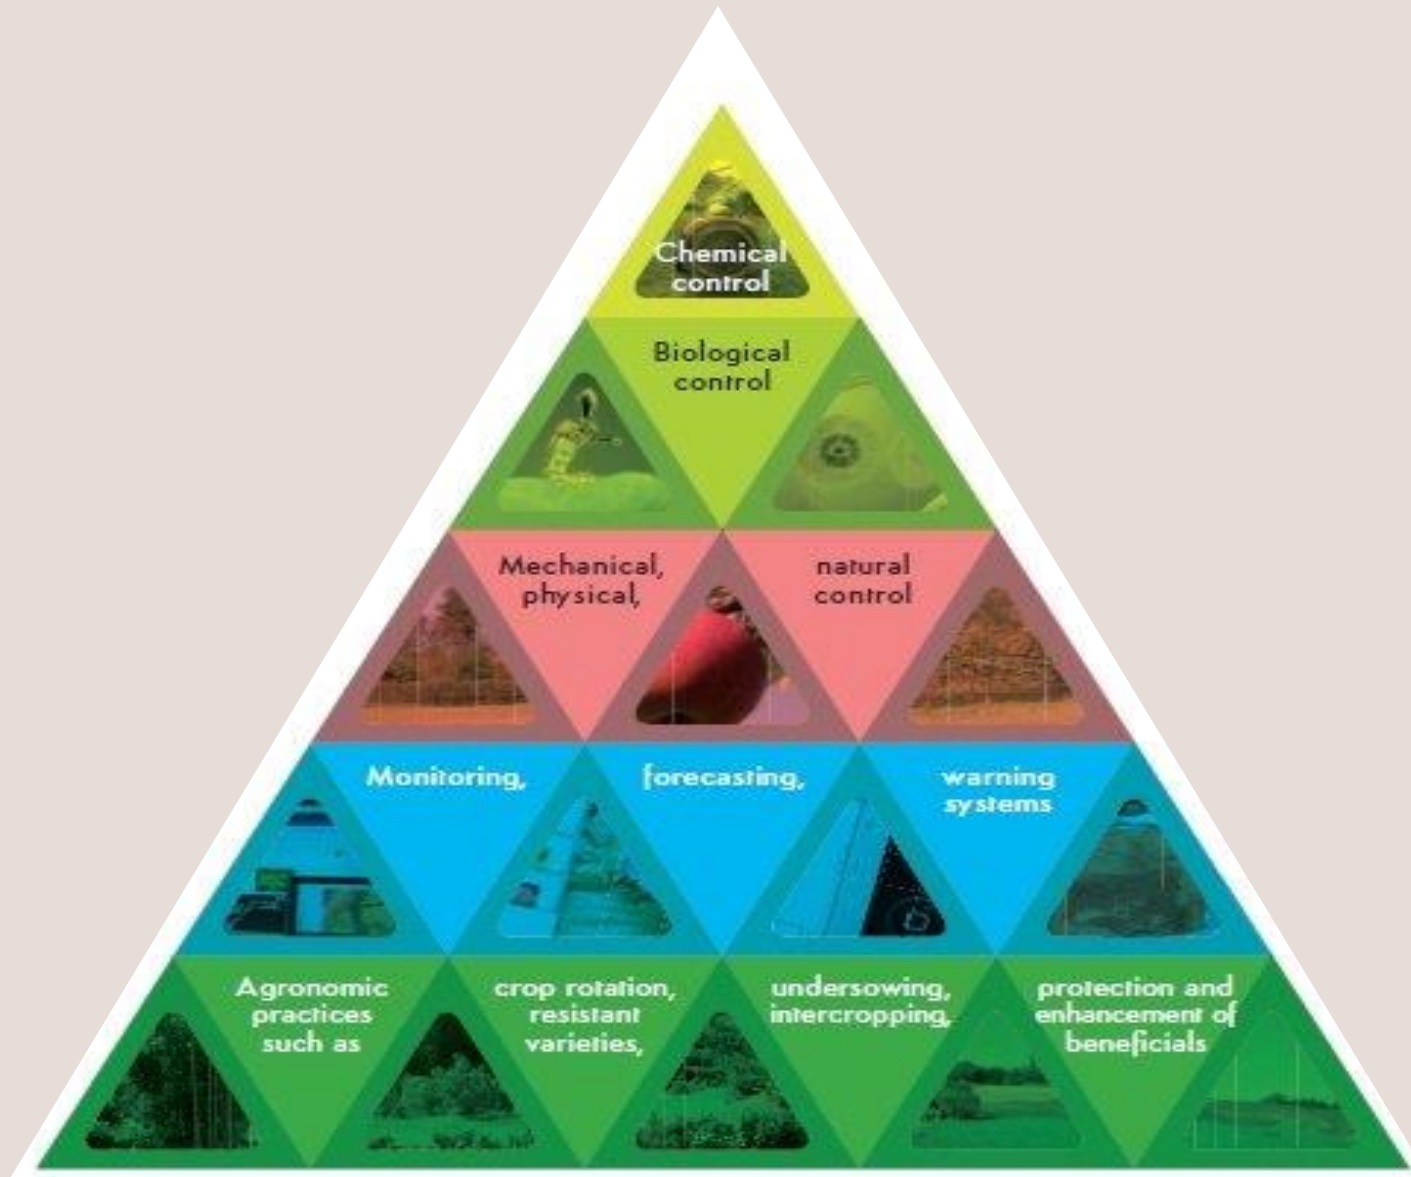 Chemical
control
Biological
control
Mechanical,
physical,
natural
control
Monitoring,
forecasting,
warning
systems
Agronomic
practices
such as
crop rotation,
resistant
varieties,
undersowing,
intercropping,
protection and
enhancement of
beneficials